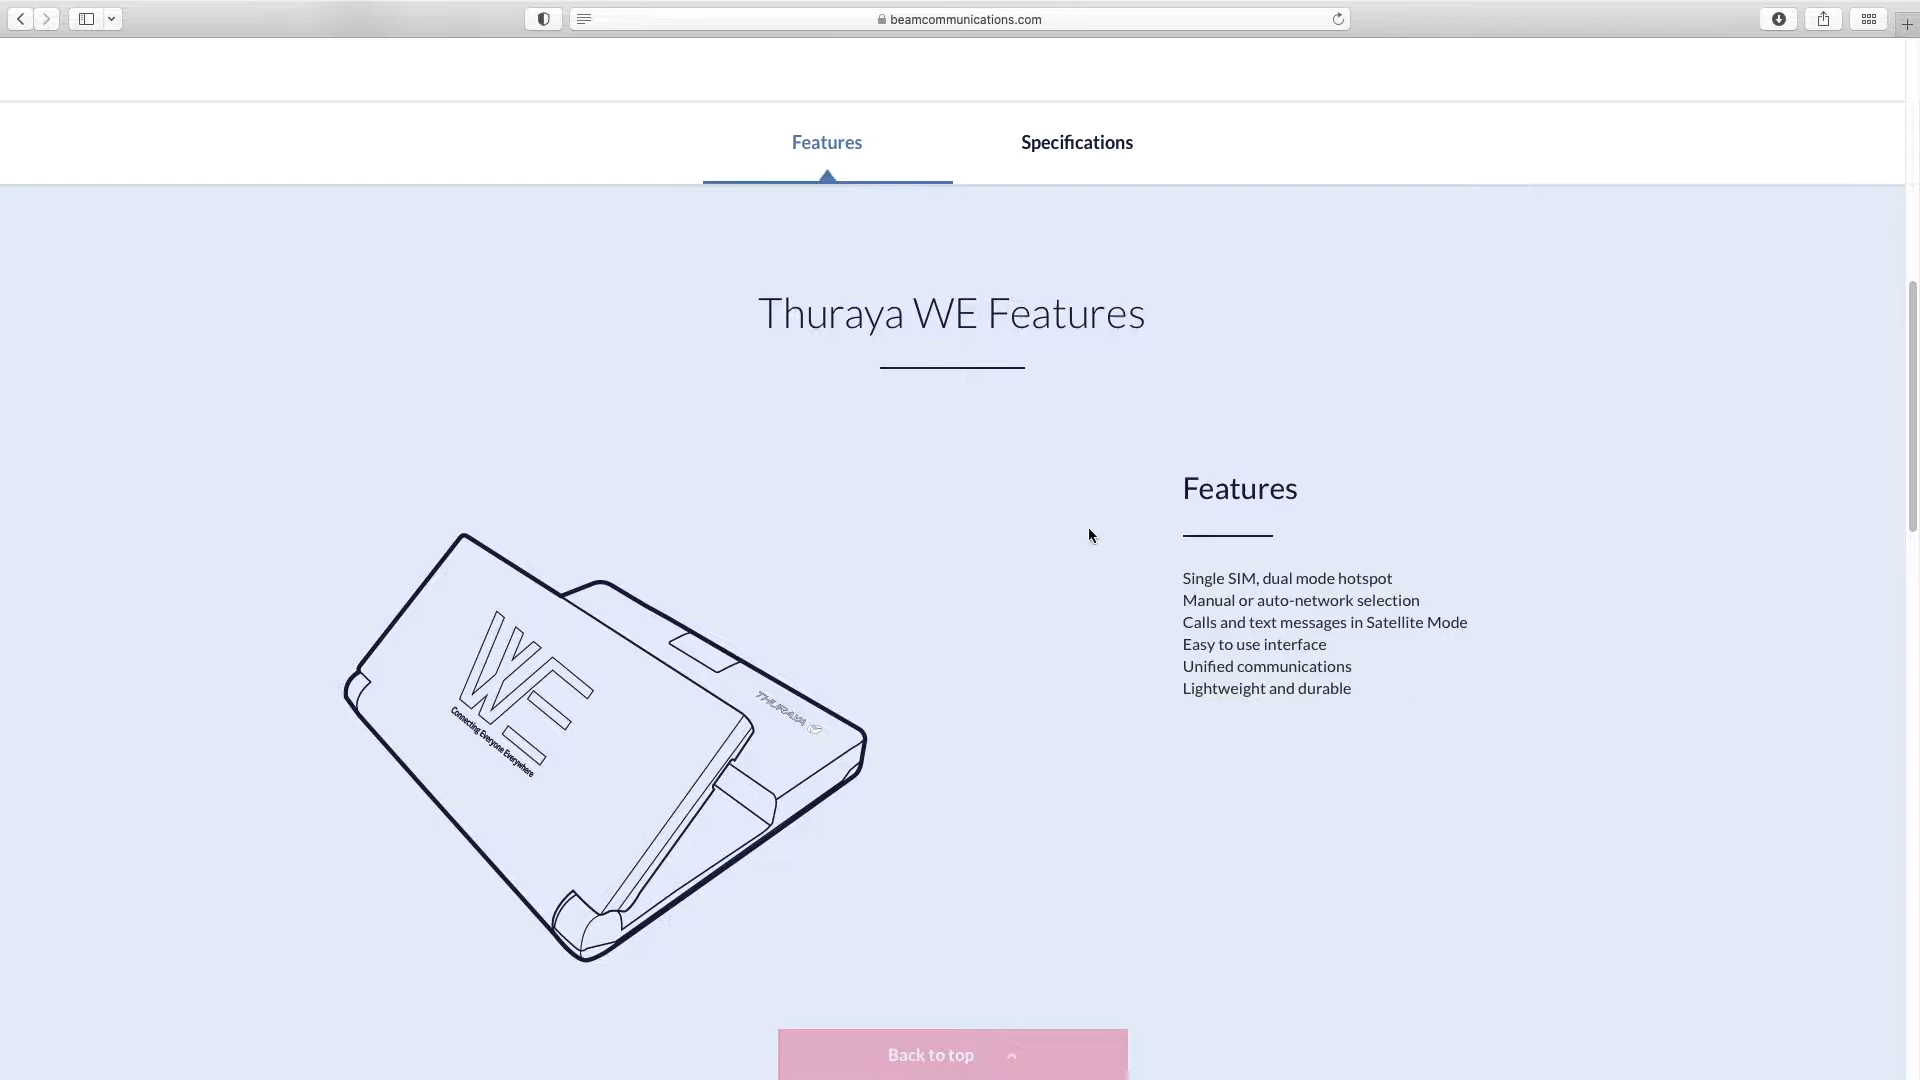 beamcommunications.com
Features
Specifications
Thuraya WE Features
Features
Single SIM, dual mode hotspot
Manual or auto-network selection
Calls and text messages in Satellite Mode
Easy to use interface
Unified communications
Lightweight and durable
WE
Connecting Everyone Everywhere
THURAYA
Back to top